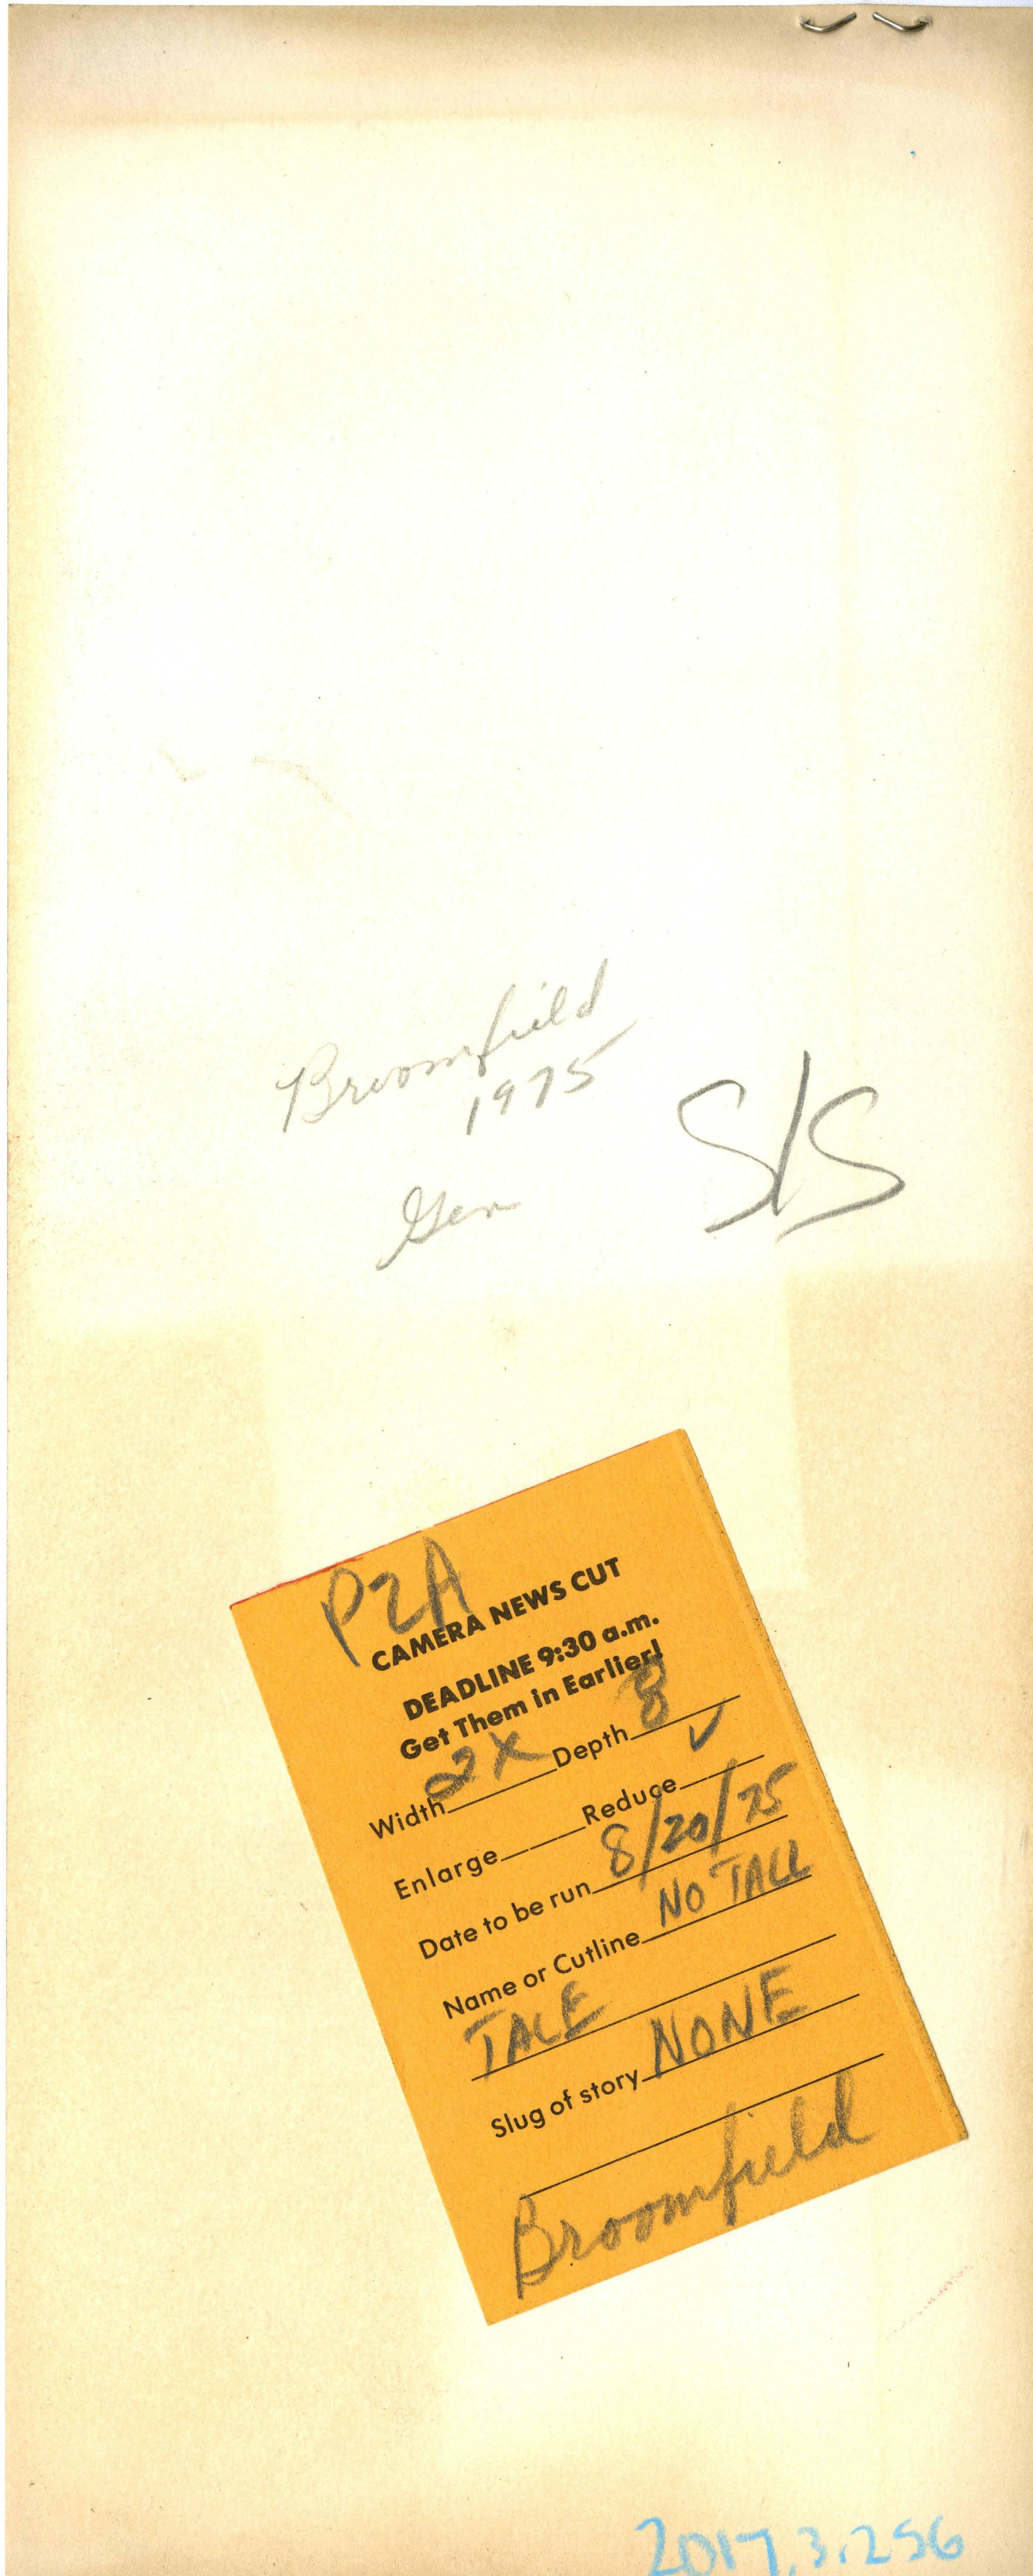 Broomfield
1975
Gen
S/S
P2A
CAMERA NEWS CUT
DEADLINE 9:30 a.m.
Get Them in Earlier!
Width 2X Depth 8
Enlarge Reduce ✓
Date to be run 8/20/75
Name or Cutline NO TALL
TALE
Slug of story NONE
Broomfield
2017.3.256